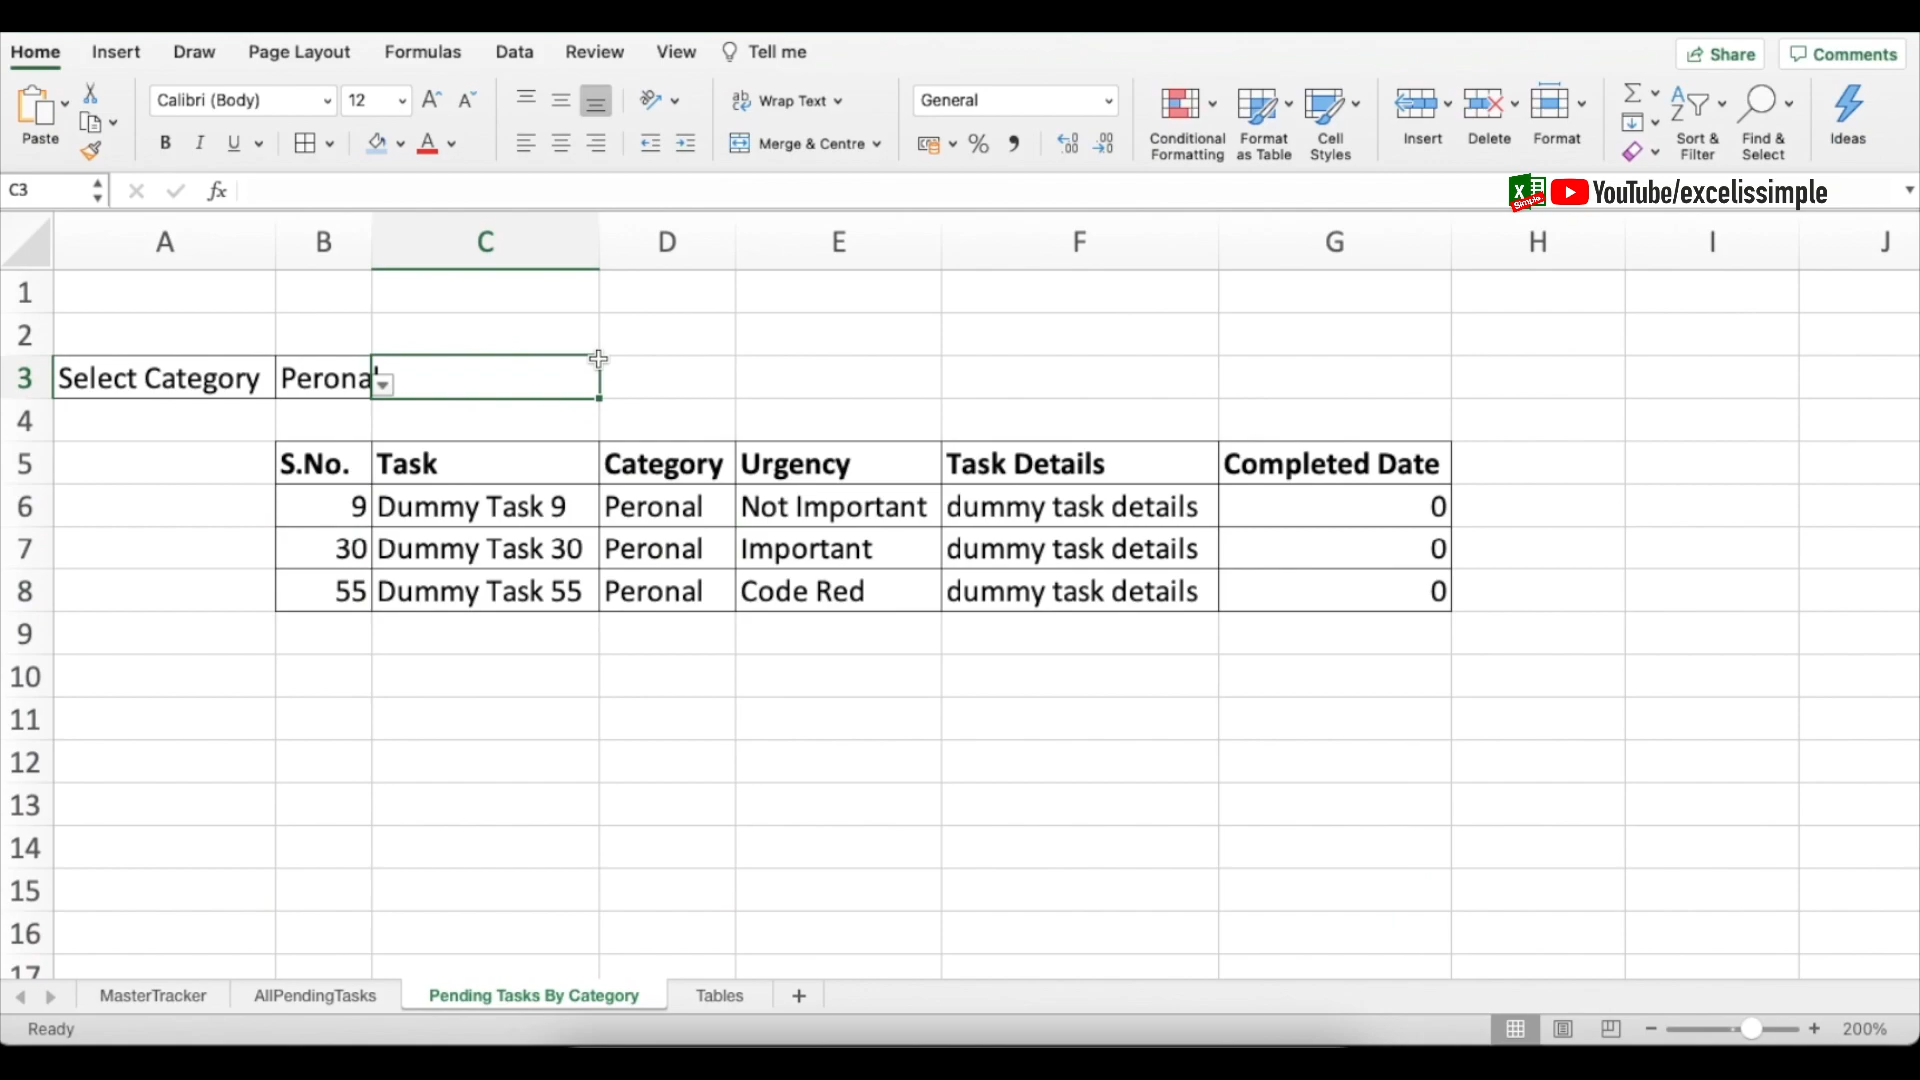 Home Insert Draw Page Layout Formulas Data Review View Tell me Share Comments
Paste Calibri (Body) 12 Wrap Text General Conditional Formatting Format as Table Cell Styles Insert Delete Format Sort & Filter Find & Select Ideas
B I U A Merge & Centre
C3 fx YouTube/excelissimple
A B C D E F G H I J
1
2
3 Select Category Peronal
4
5 S.No. Task Category Urgency Task Details Completed Date
6 9 Dummy Task 9 Peronal Not Important dummy task details 0
7 30 Dummy Task 30 Peronal Important dummy task details 0
8 55 Dummy Task 55 Peronal Code Red dummy task details 0
9
10
11
12
13
14
15
16
17
MasterTracker AllPendingTasks Pending Tasks By Category Tables +
Ready 200%